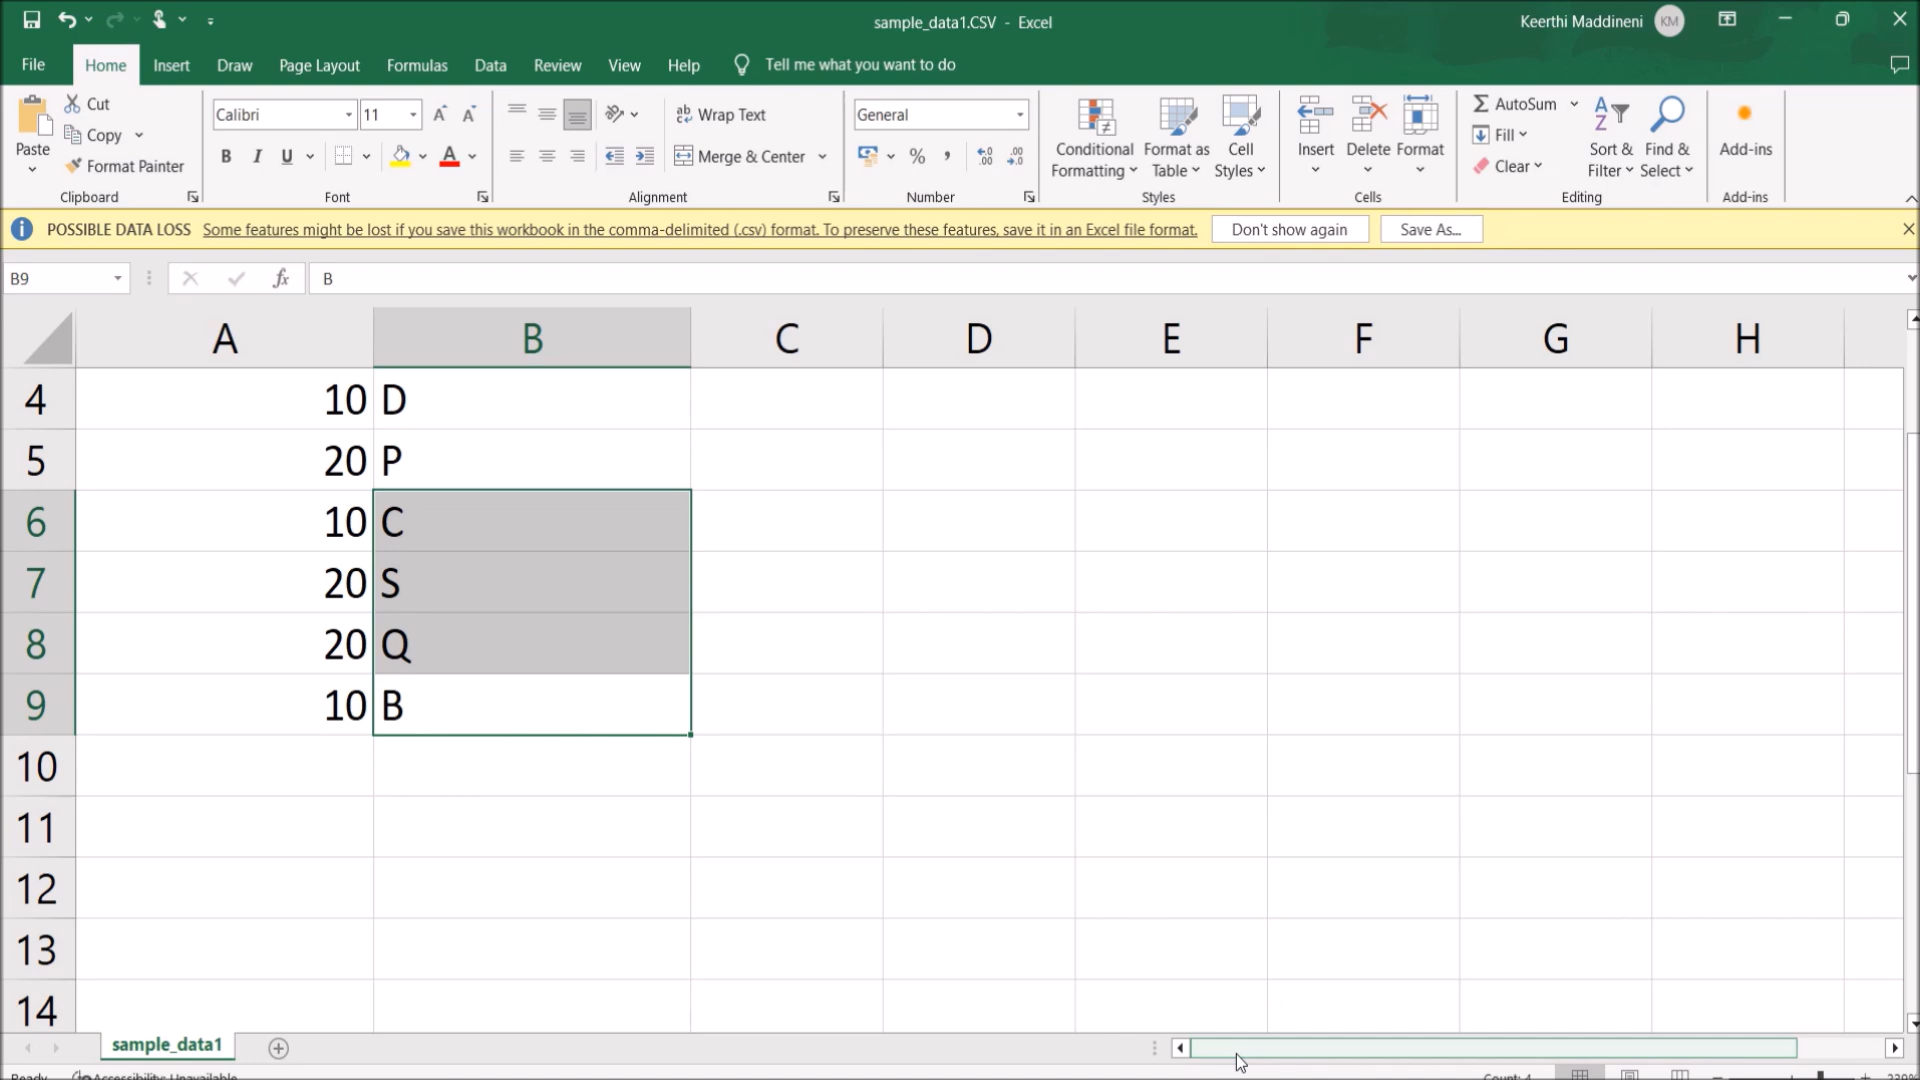 sample_data1.CSV - Excel
Keerthi Maddineni KM
File Home Insert Draw Page Layout Formulas Data Review View Help Tell me what you want to do
Paste
Cut
Copy
Format Painter
Clipboard
Calibri 11
B I U A
Font
Wrap Text
Merge & Center
Alignment
General
% ,
Number
Conditional Formatting
Format as Table
Cell Styles
Styles
Insert Delete Format
Cells
AutoSum
Fill
Clear
Sort & Filter
Find & Select
Editing
Add-ins
Add-ins
POSSIBLE DATA LOSS Some features might be lost if you save this workbook in the comma-delimited (.csv) format. To preserve these features, save it in an Excel file format. Don't show again Save As...
B9 fx B
A B C D E F G H
4 10 D
5 20 P
6 10 C
7 20 S
8 20 Q
9 10 B
10
11
12
13
14
sample_data1
Ready Accessibility: Unavailable Count: 4 239%